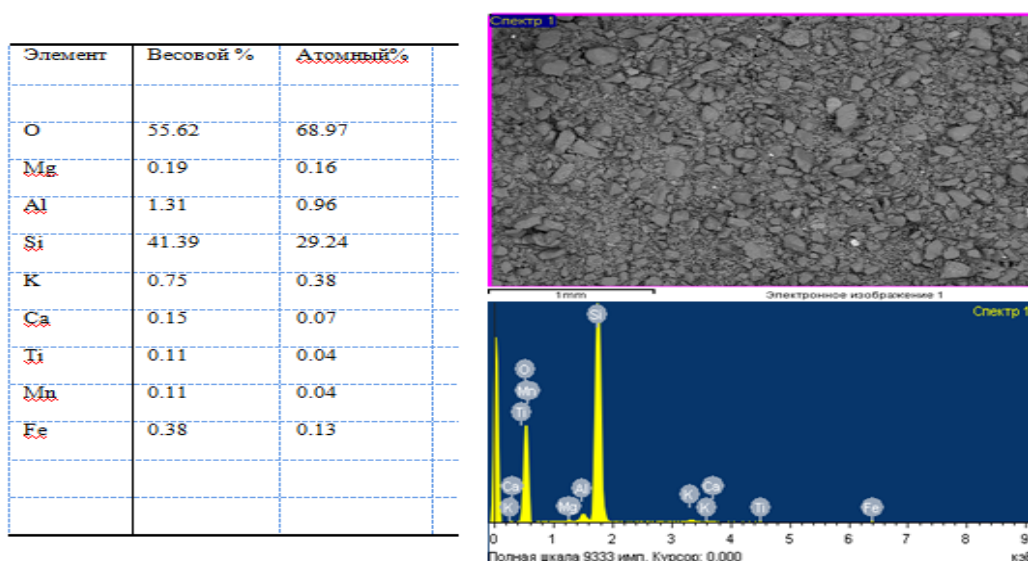 Элемент Весовой % Атомный%
O 55.62 68.97
Mg 0.19 0.16
Al 1.31 0.96
Si 41.39 29.24
K 0.75 0.38
Ca 0.15 0.07
Ti 0.11 0.04
Mn 0.11 0.04
Fe 0.38 0.13
Спектр 1
1mm Электронное изображение 1
Спектр 1
Si
O
Mn
Ti
Ca Al K Ca
K Mg K Ti Fe
0 1 2 3 4 5 6 7 8 9
Полная шкала 9333 имп. Курсор: 0.000 кэВ